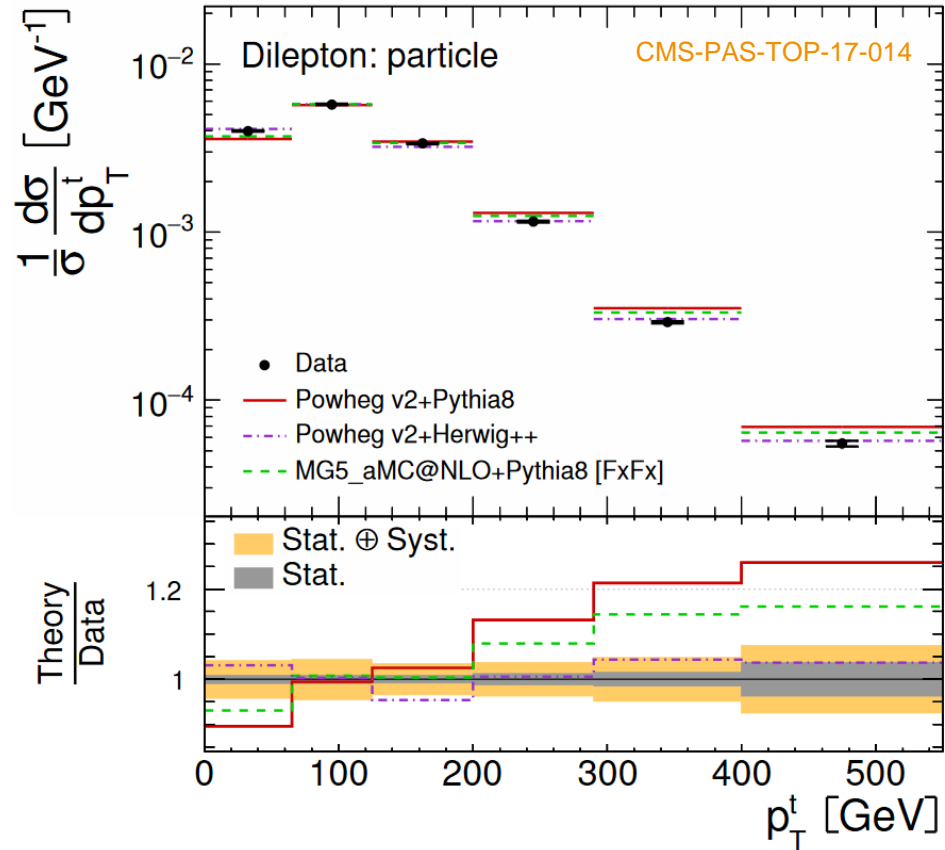 Dilepton: particle
CMS-PAS-TOP-17-014
1/σ dσ/dp_T^t [GeV⁻¹]
10⁻²
10⁻³
10⁻⁴
Data
Powheg v2+Pythia8
Powheg v2+Herwig++
MG5_aMC@NLO+Pythia8 [FxFx]
Stat. ⊕ Syst.
Stat.
Theory
Data
1.2
1
0 100 200 300 400 500
p_T^t [GeV]